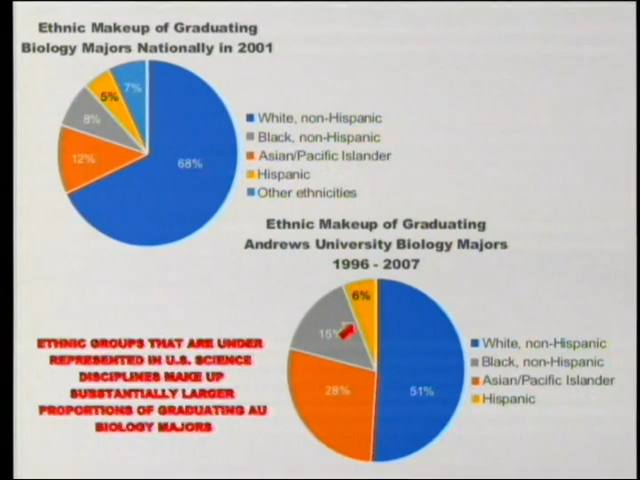 Ethnic Makeup of Graduating
Biology Majors Nationally in 2001
7%
5%
8%
12%
68%
White, non-Hispanic
Black, non-Hispanic
Asian/Pacific Islander
Hispanic
Other ethnicities
Ethnic Makeup of Graduating
Andrews University Biology Majors
1996 - 2007
6%
15%
28%
51%
White, non-Hispanic
Black, non-Hispanic
Asian/Pacific Islander
Hispanic
ETHNIC GROUPS THAT ARE UNDER
REPRESENTED IN U.S. SCIENCE
DISCIPLINES MAKE UP
SUBSTANTIALLY LARGER
PROPORTIONS OF GRADUATING AU
BIOLOGY MAJORS